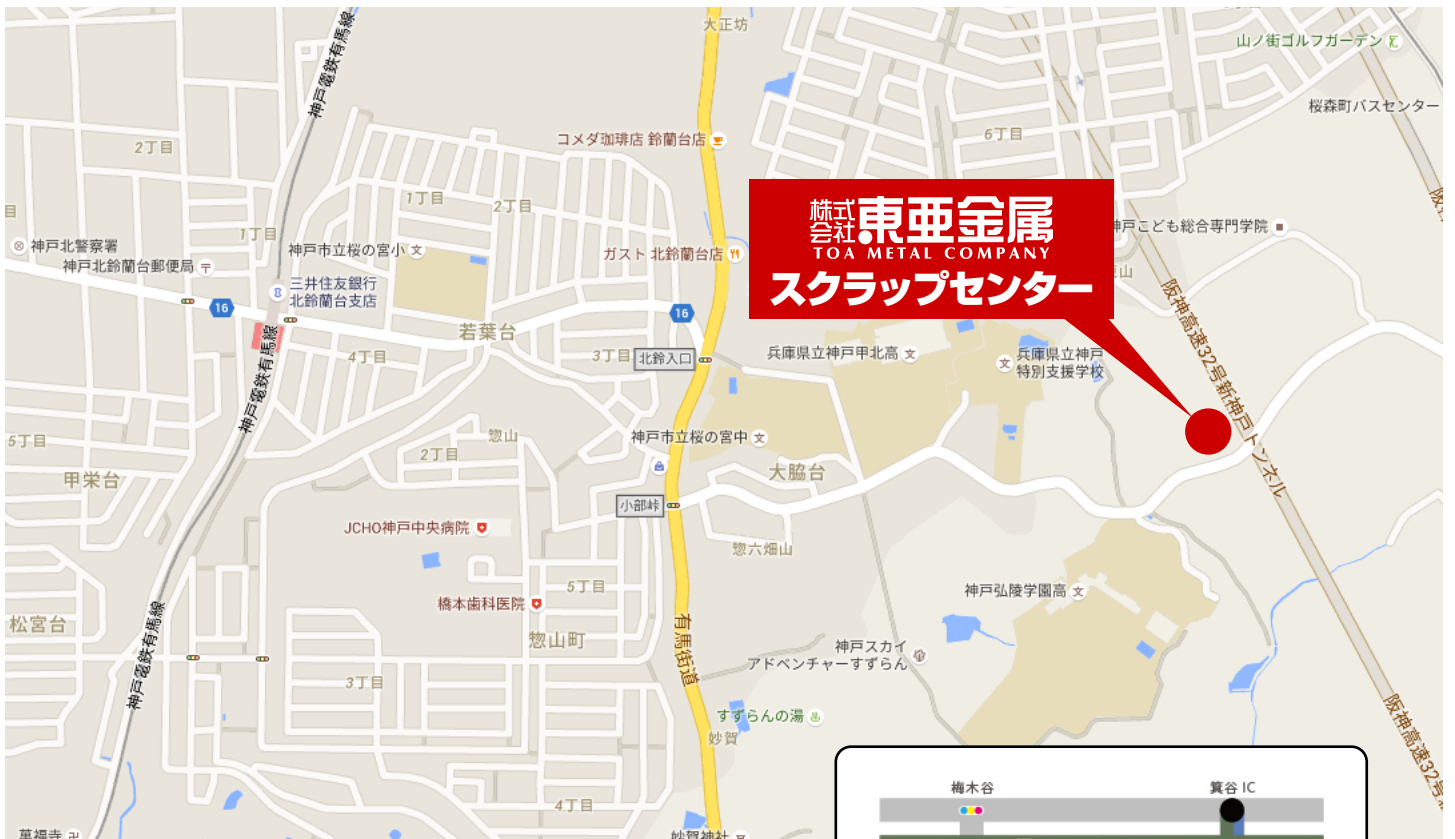 大正坊
山ノ街ゴルフガーデン
神戸電鉄有馬線
桜森町バスセンター
コメダ珈琲店 鈴蘭台店
6丁目
2丁目
1丁目
2丁目
株式会社 東亜金属
TOA METAL COMPANY
スクラップセンター
神戸こども総合専門学院
1丁目
神戸北警察署
神戸市立桜の宮小
ガスト 北鈴蘭台店
神戸北鈴蘭台郵便局
三井住友銀行
北鈴蘭台支店
16
16
若葉台
4丁目
3丁目
北鈴入口
兵庫県立神戸甲北高
兵庫県立神戸
特別支援学校
阪神高速32号新神戸トンネル
神戸電鉄有馬線
5丁目
惣山
2丁目
神戸市立桜の宮中
甲栄台
大脇台
小部峠
JCHO神戸中央病院
惣六畑山
5丁目
橋本歯科医院
神戸弘陵学園高
松宮台
神戸電鉄有馬線
惣山町
有馬街道
神戸スカイ
アドベンチャーすずらん
3丁目
すずらんの湯
妙賀
阪神高速32号
梅木谷
箕谷 IC
4丁目
萬福寺
妙賀神社